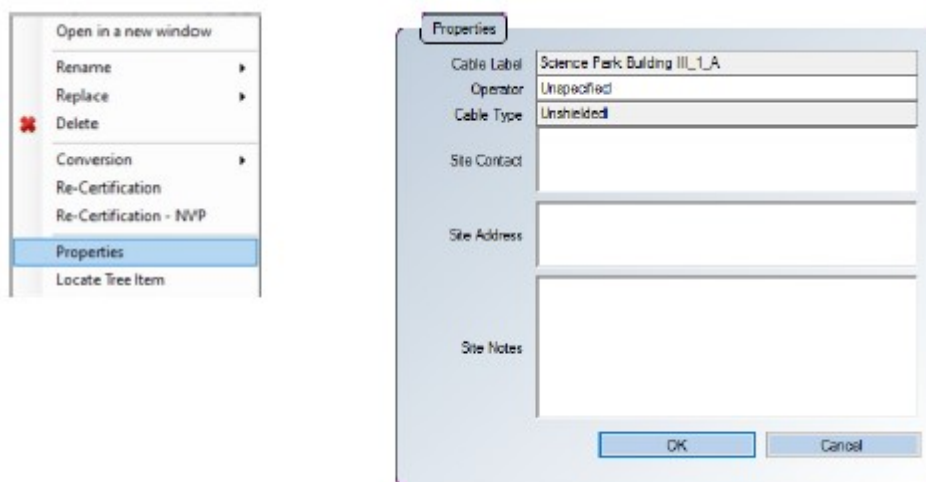 Open in a new window
Rename
Replace
Delete
Conversion
Re-Certification
Re-Certification - NVP
Properties
Locate Tree Item
Properties
Cable Label Science Park Building III_1_A
Operator Unspecified
Cable Type Unshielded
Site Contact
Site Address
Site Notes
OK Cancel